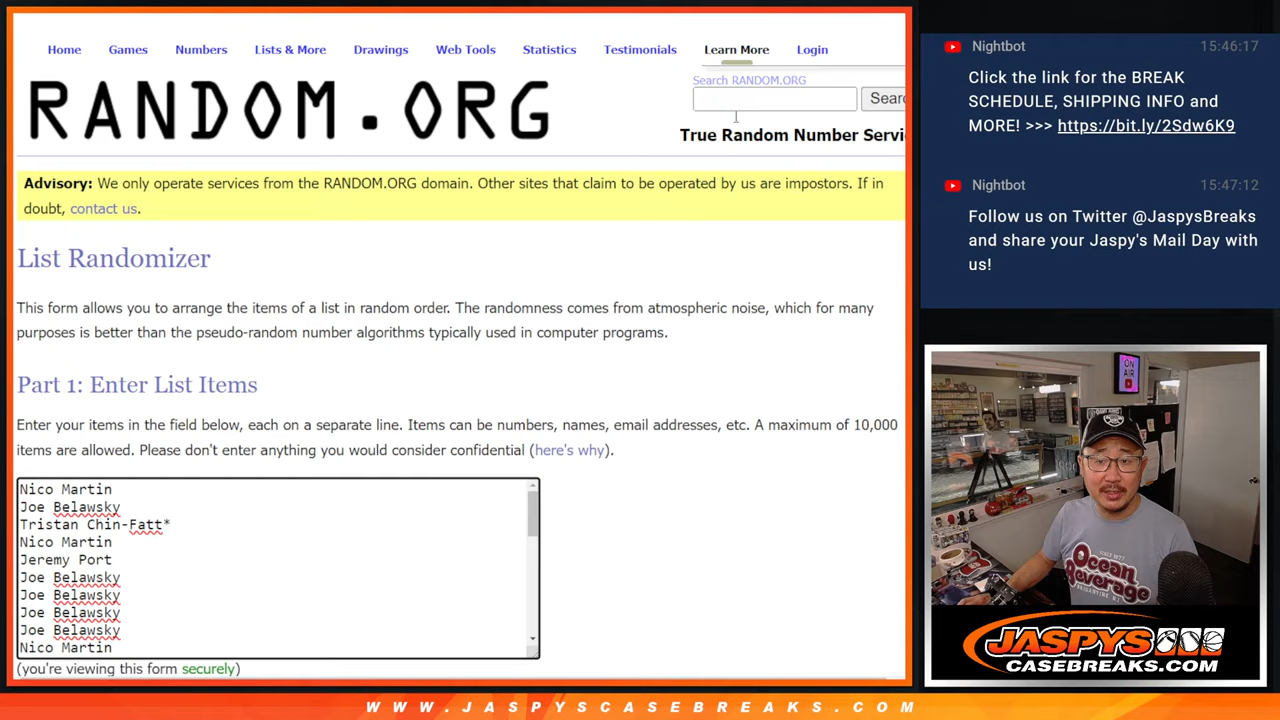 Home Games Numbers Lists & More Drawings Web Tools Statistics Testimonials Learn More Login
Search RANDOM.ORG
RANDOM.ORG
Searc
True Random Number Servi
Advisory: We only operate services from the RANDOM.ORG domain. Other sites that claim to be operated by us are impostors. If in
doubt, contact us.
List Randomizer
This form allows you to arrange the items of a list in random order. The randomness comes from atmospheric noise, which for many
purposes is better than the pseudo-random number algorithms typically used in computer programs.
Part 1: Enter List Items
Enter your items in the field below, each on a separate line. Items can be numbers, names, email addresses, etc. A maximum of 10,000
items are allowed. Please don't enter anything you would consider confidential (here's why).
Nico Martin
Joe Belawsky
Tristan Chin-Fatt*
Nico Martin
Jeremy Port
Joe Belawsky
Joe Belawsky
Joe Belawsky
Joe Belawsky
Nico Martin
(you're viewing this form securely)
Nightbot 15:46:17
Click the link for the BREAK
SCHEDULE, SHIPPING INFO and
MORE! >>> https://bit.ly/2Sdw6K9
Nightbot 15:47:12
Follow us on Twitter @JaspysBreaks
and share your Jaspy's Mail Day with
us!
ON
AIR
Ocean
Beverage
JASPYS
CASEBREAKS.COM
WWW.JASPYSCASEBREAKS.COM